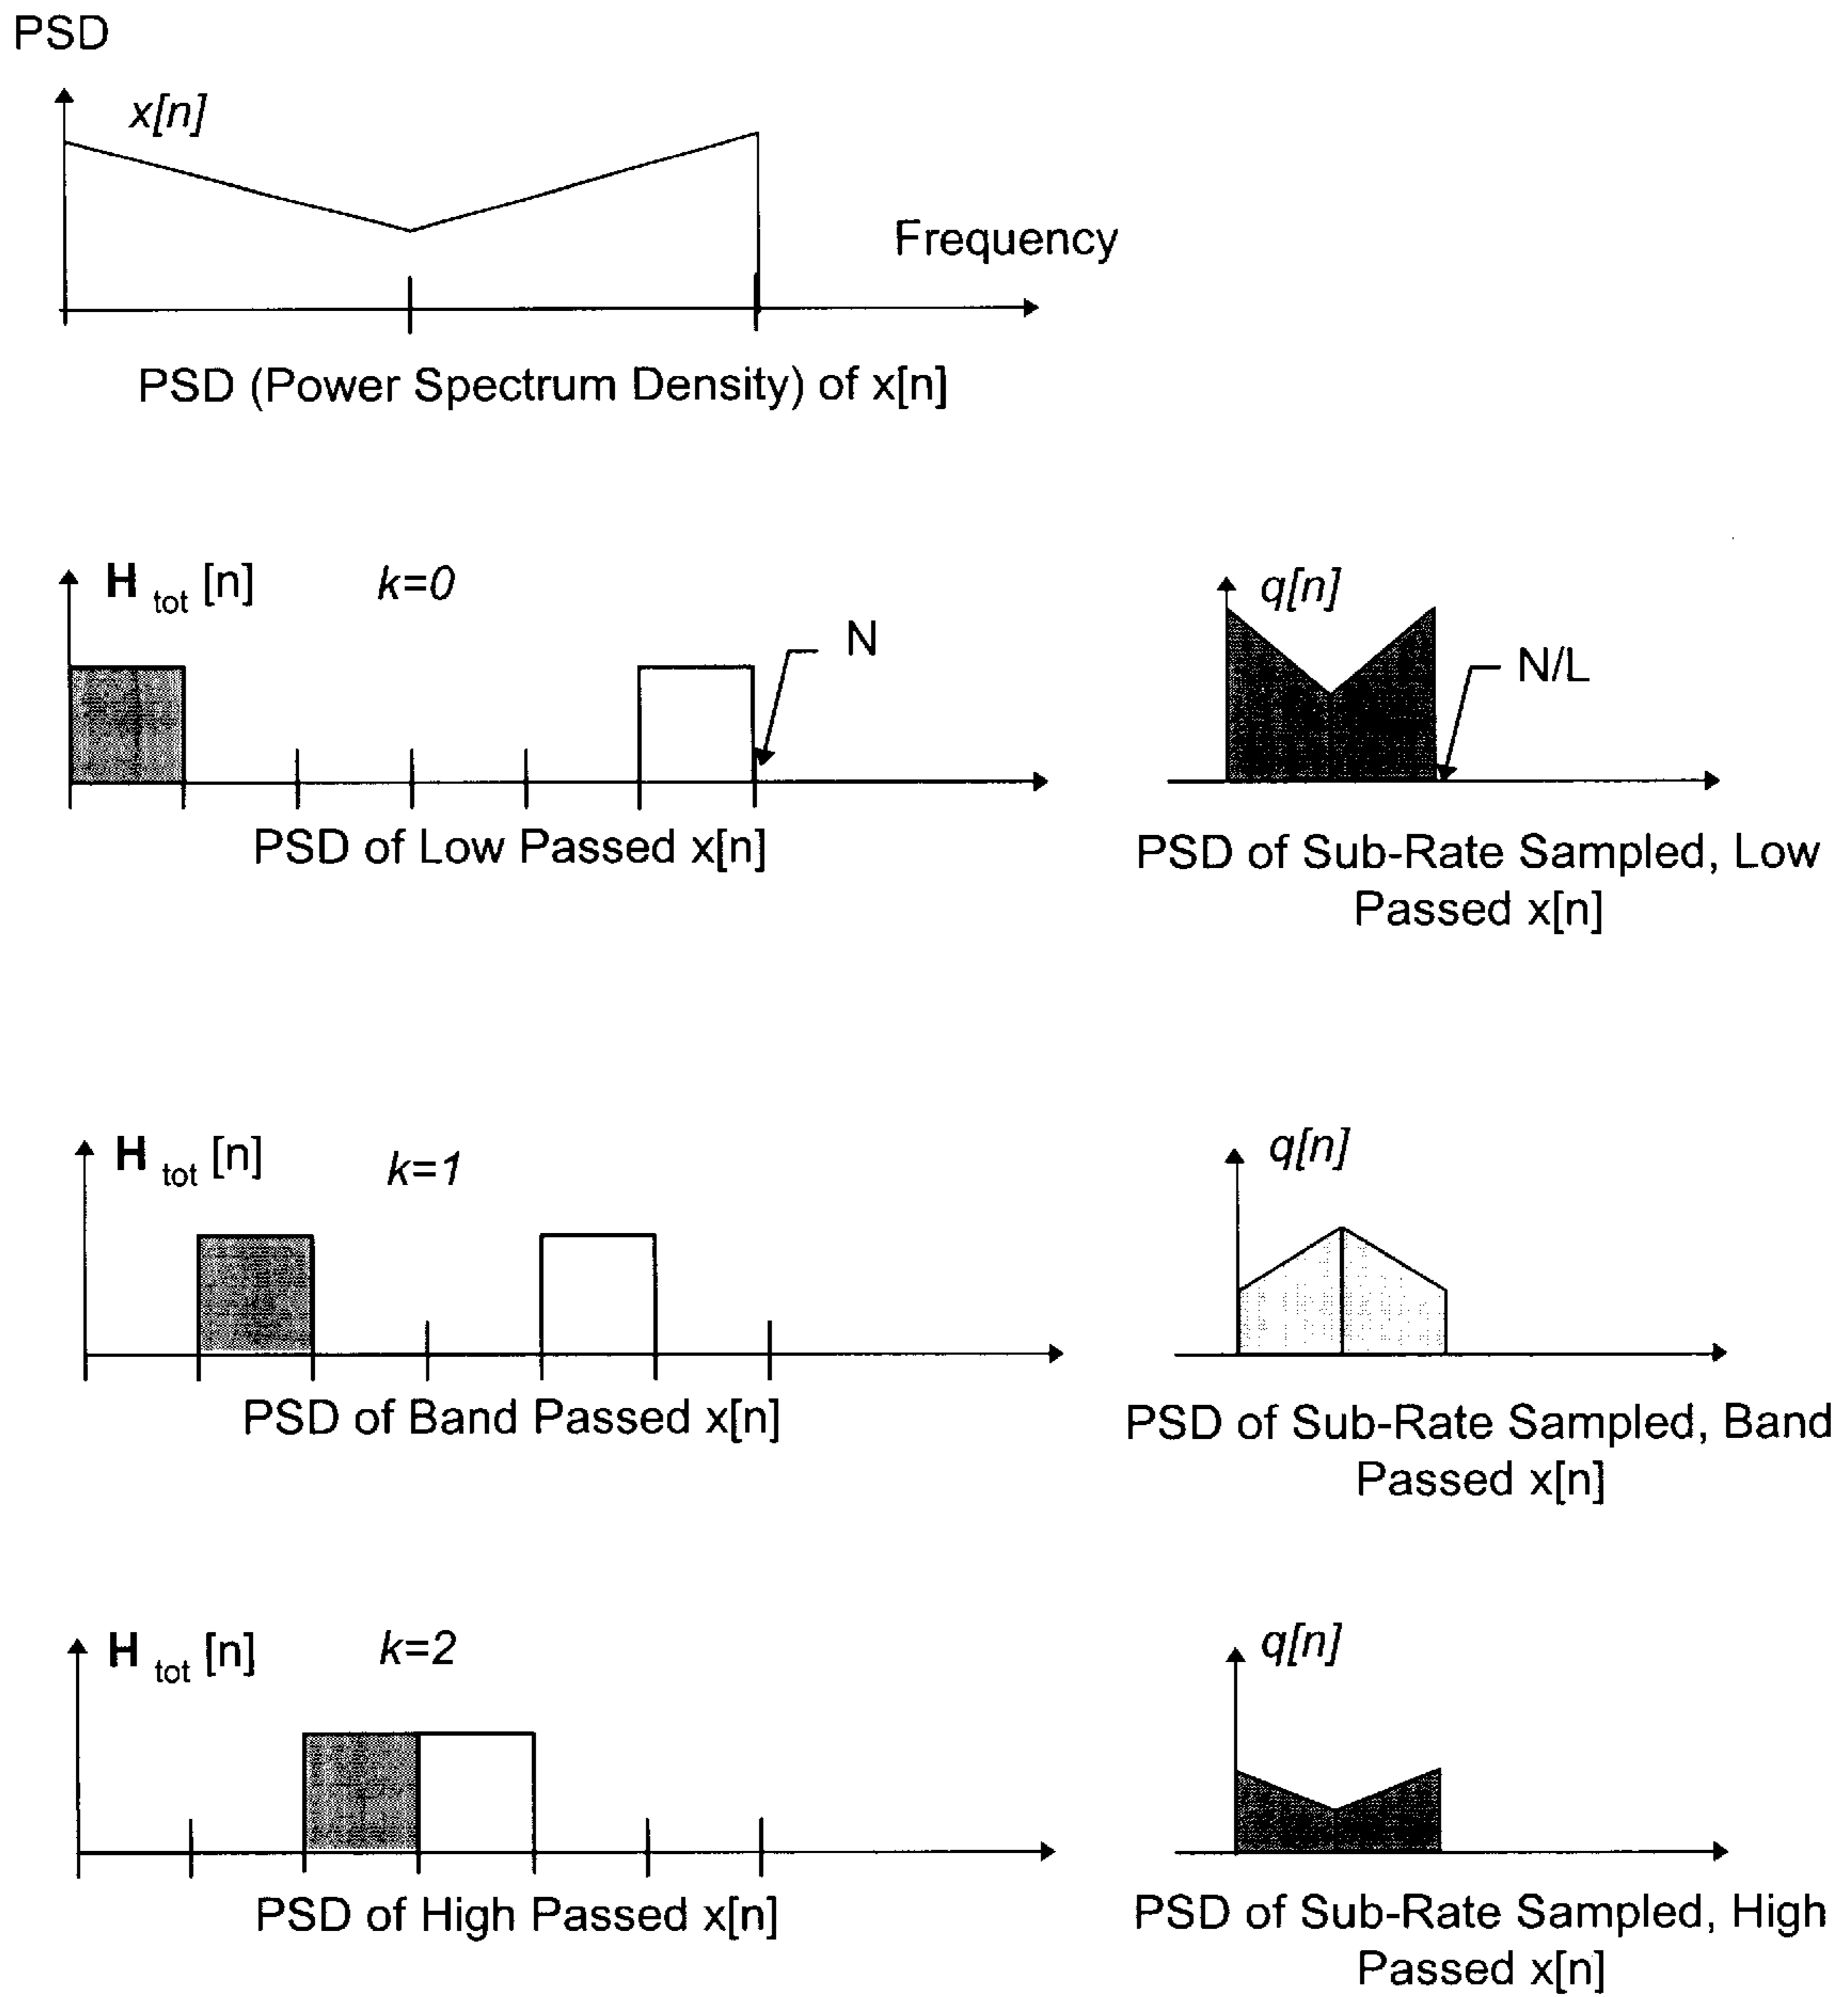 PSD
x[n]
Frequency
PSD (Power Spectrum Density) of x[n]
H tot [n]
k=0
N
PSD of Low Passed x[n]
q[n]
N/L
PSD of Sub-Rate Sampled, Low
Passed x[n]
H tot [n]
k=1
PSD of Band Passed x[n]
q[n]
PSD of Sub-Rate Sampled, Band
Passed x[n]
H tot [n]
k=2
PSD of High Passed x[n]
q[n]
PSD of Sub-Rate Sampled, High
Passed x[n]